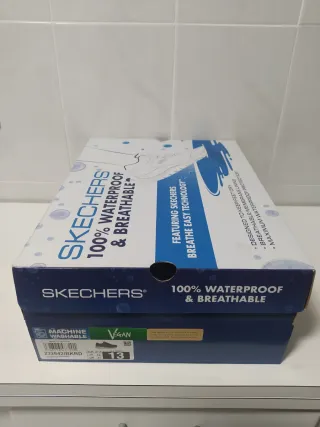 SKECHERS®
100% WATERPROOF
& BREATHABLE*
FEATURING SKECHERS
BREATHE EASY TECHNOLOGY
SKECHERS®
100% WATERPROOF
& BREATHABLE
MACHINE
WASHABLE
VEGAN
13